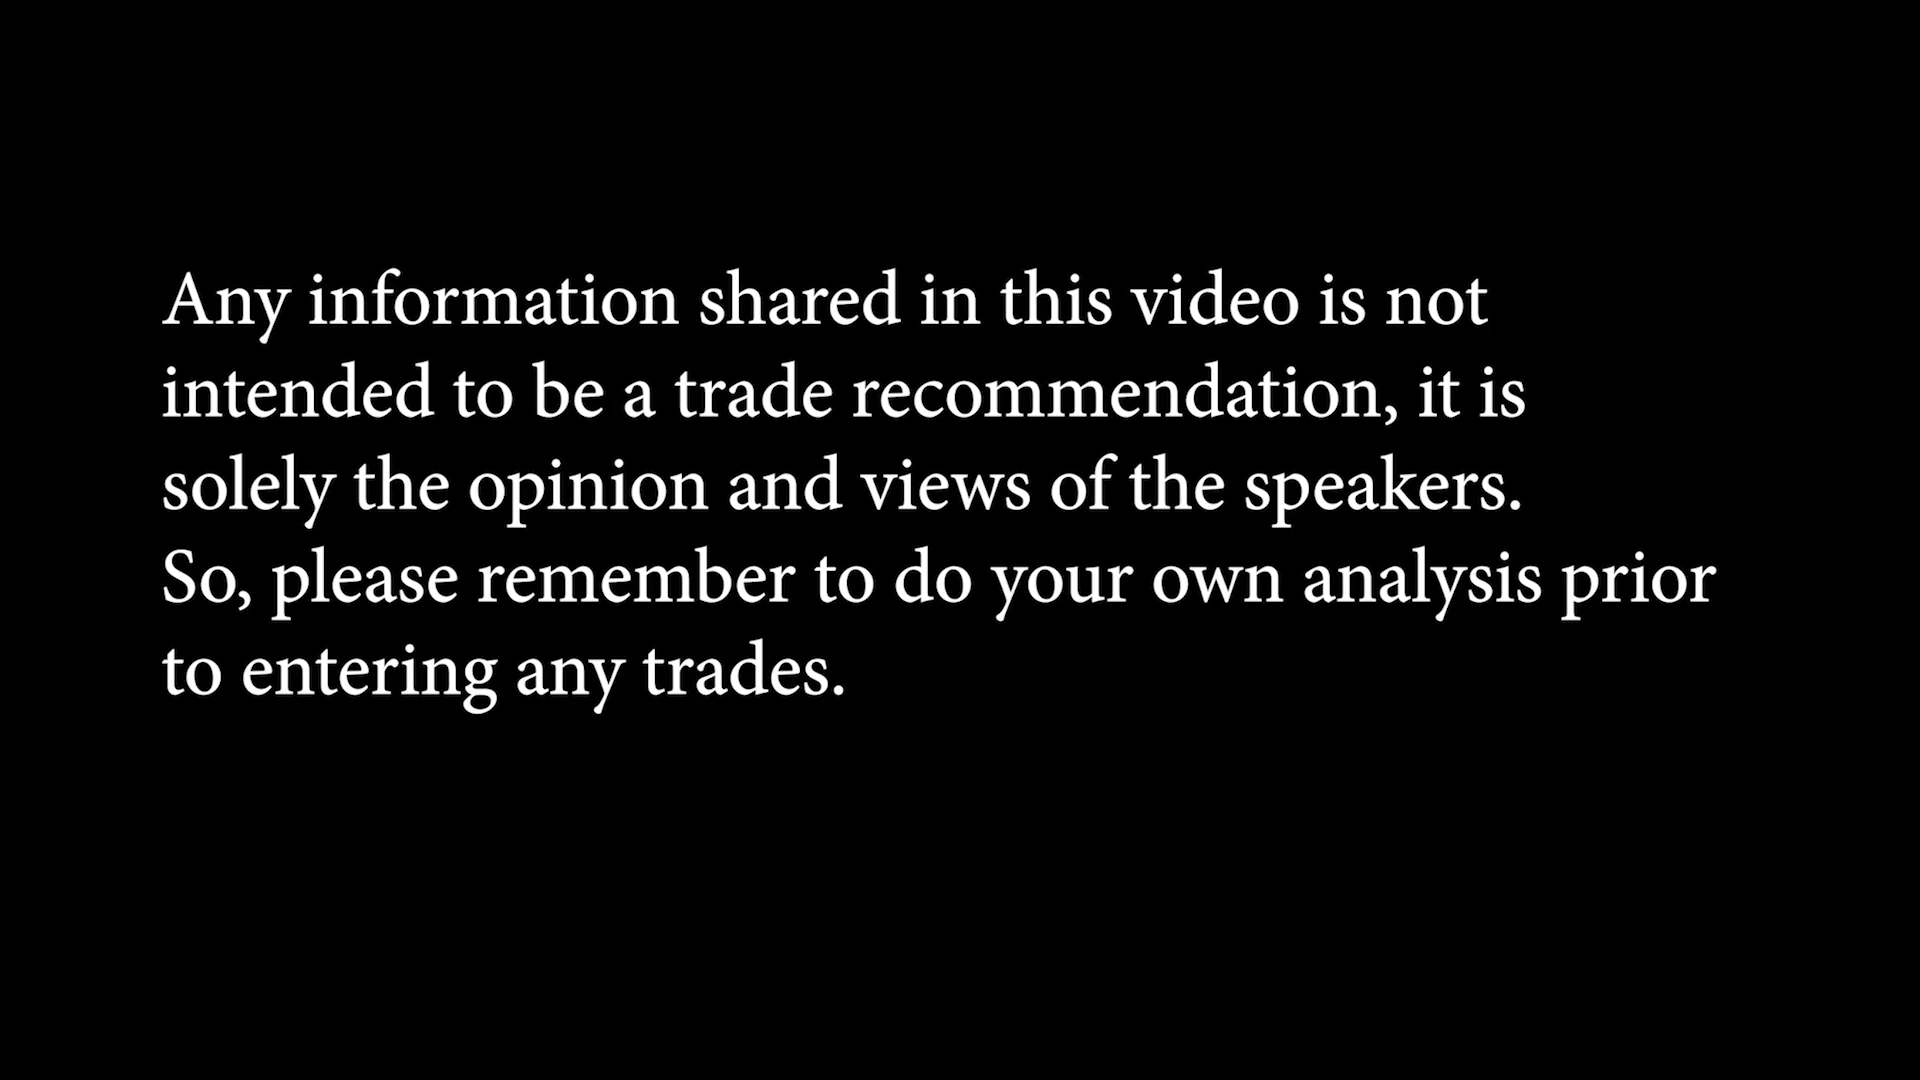 Any information shared in this video is not
intended to be a trade recommendation, it is
solely the opinion and views of the speakers.
So, please remember to do your own analysis prior
to entering any trades.